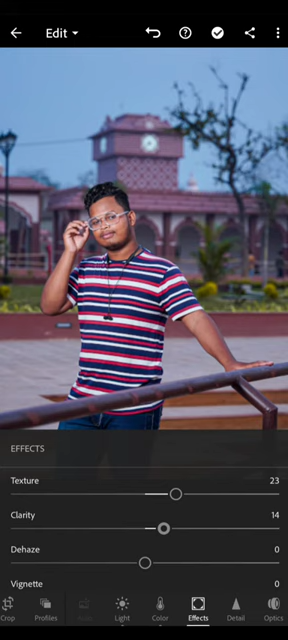 Edit
EFFECTS
Texture 23
Clarity 14
Dehaze 0
Vignette 0
Crop Profiles Light Color Effects Detail Optics